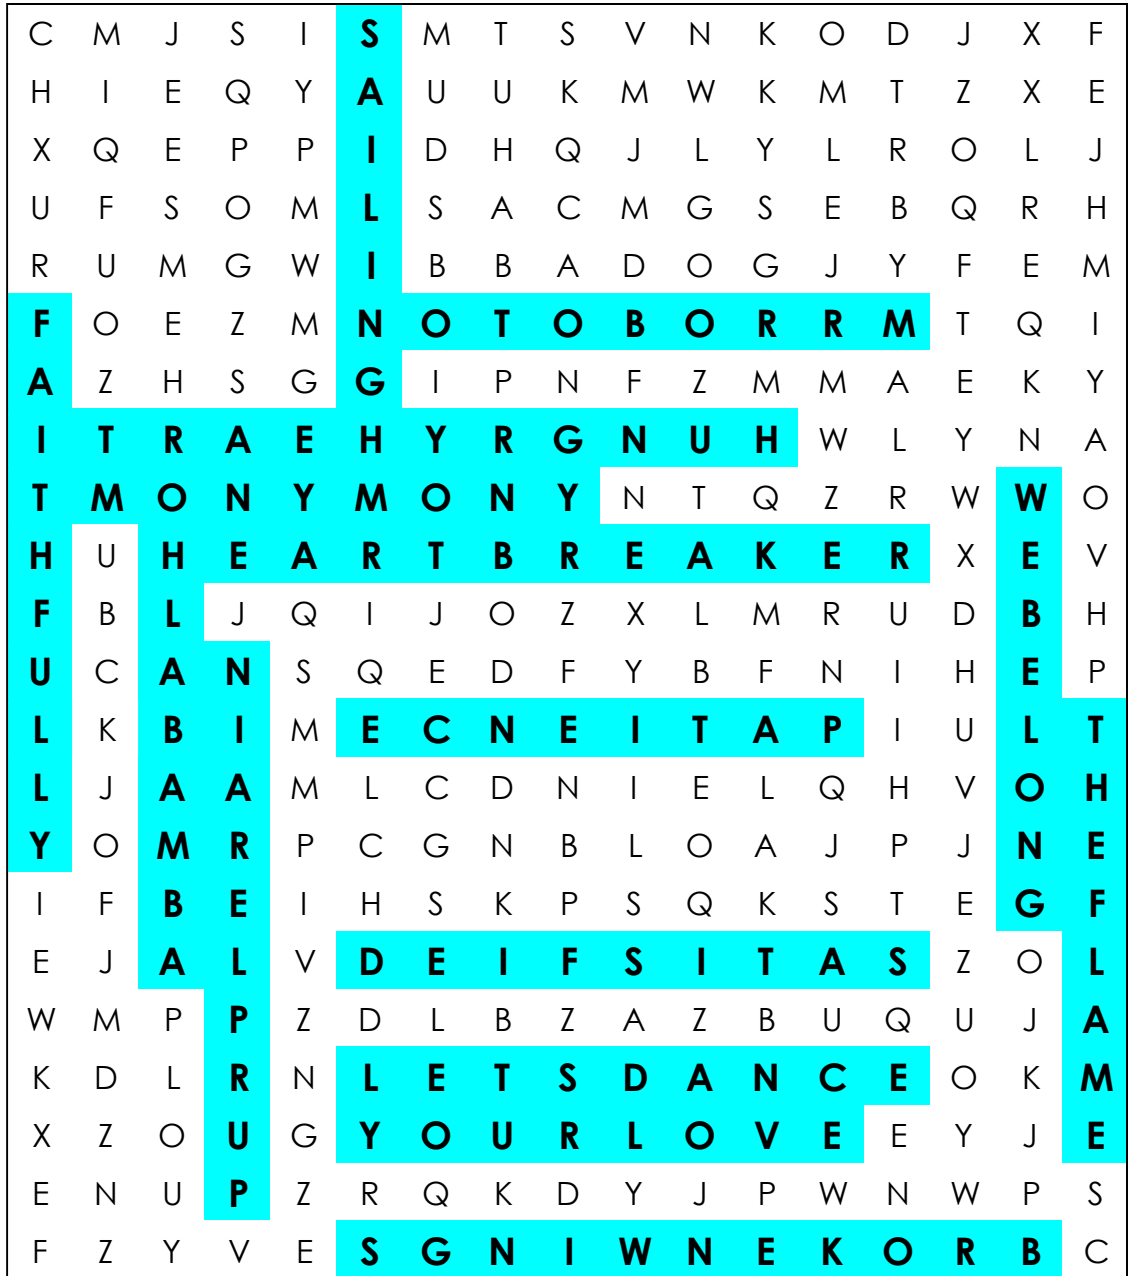 C M J S I S M T S V N K O D J X F
H I E Q Y A U U K M W K M T Z X E
X Q E P P I D H Q J L Y L R O L J
U F S O M L S A C M G S E B Q R H
R U M G W I B B A D O G J Y F E M
F O E Z M N O T O B O R R M T Q I
A Z H S G G I P N F Z M M A E K Y
I T R A E H Y R G N U H W L Y N A
T M O N Y M O N Y N T Q Z R W W O
H U H E A R T B R E A K E R X E V
F B L J Q I J O Z X L M R U D B H
U C A N S Q E D F Y B F N I H E P
L K B I M E C N E I T A P I U L T
L J A A M L C D N I E L Q H V O H
Y O M R P C G N B L O A J P J N E
I F B E I H S K P S Q K S T E G F
E J A L V D E I F S I T A S Z O L
W M P P Z D L B Z A Z B U Q U J A
K D L R N L E T S D A N C E O K M
X Z O U G Y O U R L O V E E Y J E
E N U P Z R Q K D Y J P W N W P S
F Z Y V E S G N I W N E K O R B C